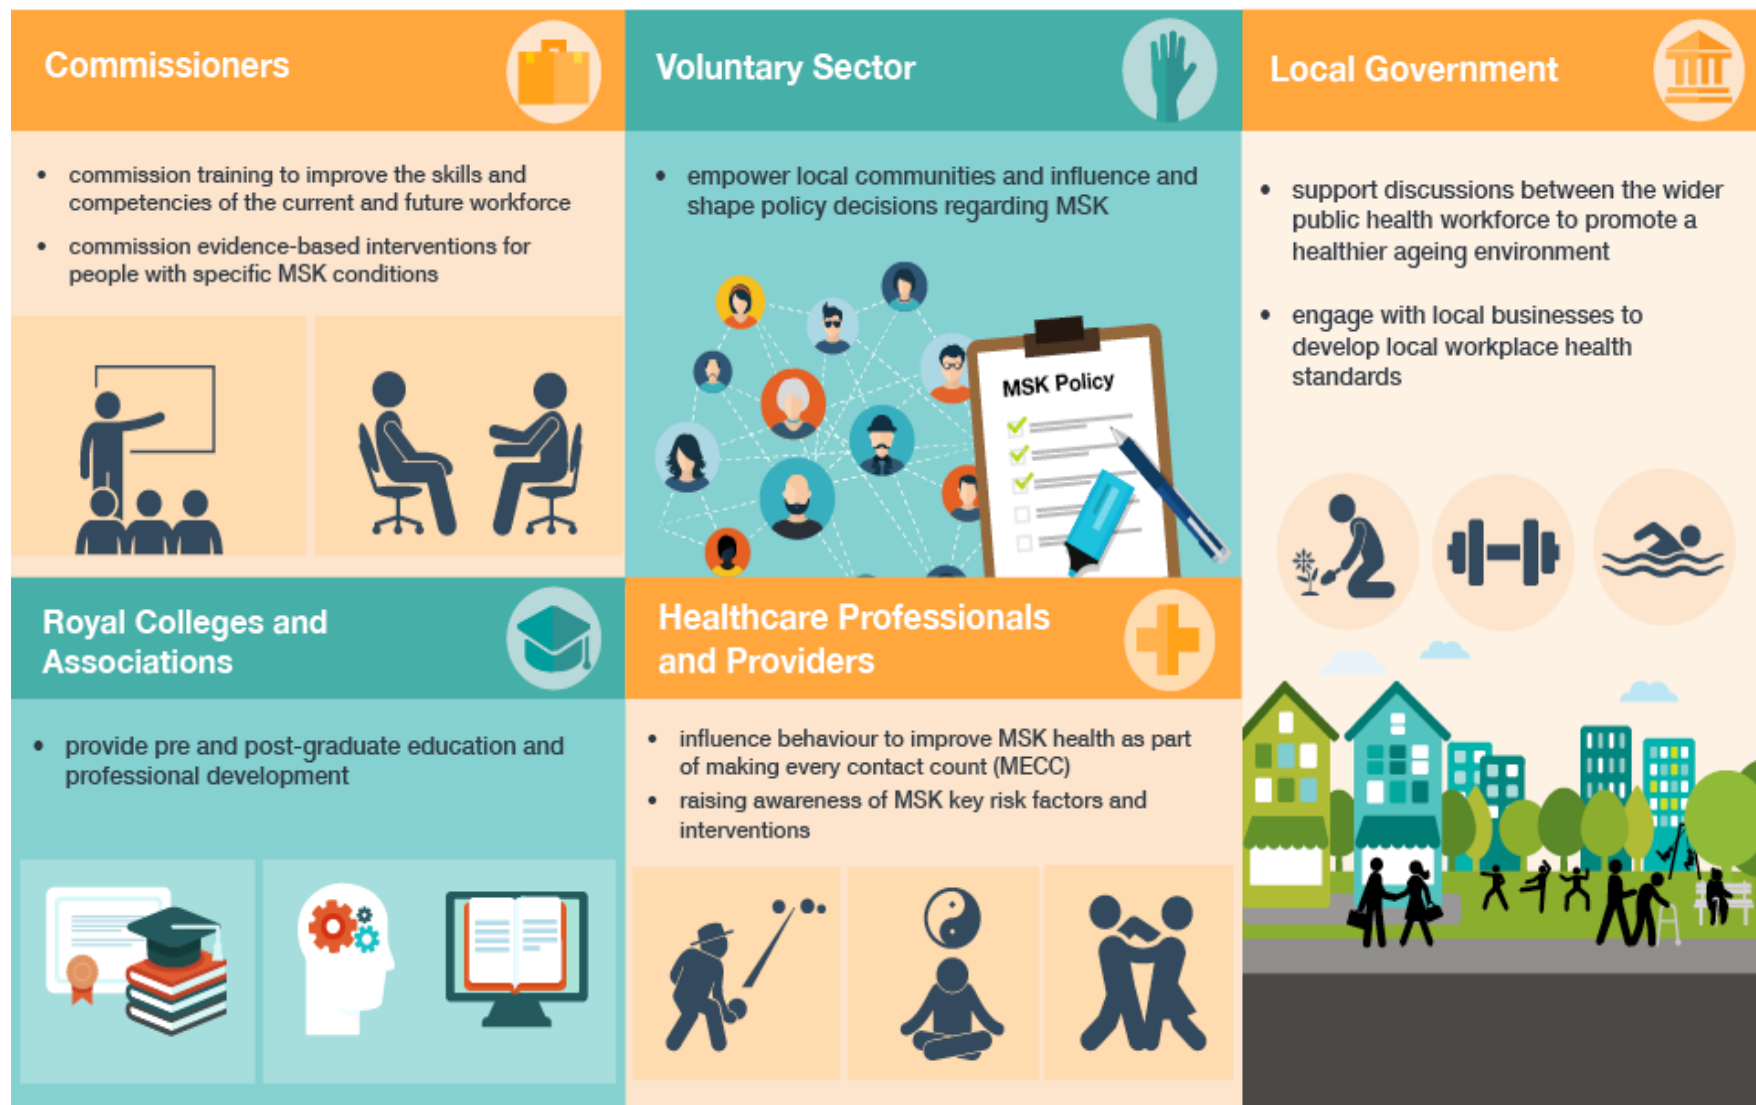 Commissioners
• commission training to improve the skills and
competencies of the current and future workforce
• commission evidence-based interventions for
people with specific MSK conditions
Voluntary Sector
• empower local communities and influence and
shape policy decisions regarding MSK
MSK Policy
Local Government
• support discussions between the wider
public health workforce to promote a
healthier ageing environment
• engage with local businesses to
develop local workplace health
standards
Royal Colleges and
Associations
• provide pre and post-graduate education and
professional development
Healthcare Professionals
and Providers
• influence behaviour to improve MSK health as part
of making every contact count (MECC)
• raising awareness of MSK key risk factors and
interventions